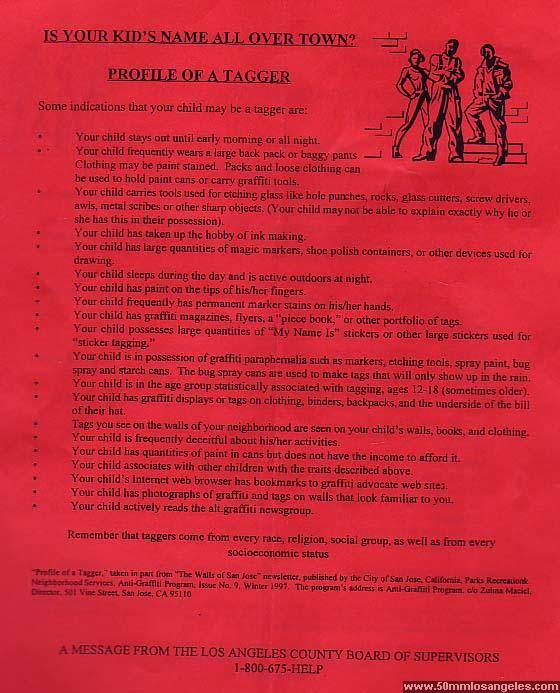 IS YOUR KID'S NAME ALL OVER TOWN?
PROFILE OF A TAGGER
Some indications that your child may be a tagger are:
• Your child stays out until early morning or all night.
• Your child frequently wears a large back pack or baggy pants.
Clothing may be paint stained. Packs and loose clothing can
be used to hold paint cans or carry graffiti tools.
• Your child carries tools used for etching glass like hole punches, rocks, glass cutters, screw drivers,
awls, metal scribes or other sharp objects. (Your child may not be able to explain exactly why he or
she has this in their possession).
• Your child has taken up the hobby of ink making.
• Your child has large quantities of magic markers, shoe polish containers, or other devices used for
drawing.
• Your child sleeps during the day and is active outdoors at night.
• Your child has paint on the tips of his/her fingers.
• Your child frequently has permanent marker stains on his/her hands.
• Your child has graffiti magazines, flyers, a "piece book," or other portfolio of tags.
• Your child possesses large quantities of "My Name Is" stickers or other large stickers used for
"sticker tagging."
• Your child is in possession of graffiti paraphernalia such as markers, etching tools, spray paint, bug
spray and starch cans. The bug spray cans are used to make tags that will only show up in the rain.
• Your child is in the age group statistically associated with tagging, ages 12-18 (sometimes older).
• Your child has graffiti displays or tags on clothing, binders, backpacks, and the underside of the bill
of their hat.
• Tags you see on the walls of your neighborhood are seen on your child's walls, books, and clothing.
• Your child is frequently deceitful about his/her activities.
• Your child has quantities of paint in cans but does not have the income to afford it.
• Your child associates with other children with the traits described above.
• Your child's Internet web browser has bookmarks to graffiti advocate web sites.
• Your child has photographs of graffiti and tags on walls that look familiar to you.
• Your child actively reads the alt.graffiti newsgroup.
Remember that taggers come from every race, religion, social group, as well as from every
socioeconomic status
"Profile of a Tagger," taken in part from "The Walls of San Jose" newsletter, published by the City of San Jose, California, Parks Recreation&
Neighborhood Services, Anti-Graffiti Program, Issue No. 9, Winter 1997. The program's address is Anti-Graffiti Program, c/o Zulma Maciel,
Director, 501 Vine Street, San Jose, CA 95110
A MESSAGE FROM THE LOS ANGELES COUNTY BOARD OF SUPERVISORS
1-800-675-HELP
www.50mmlosangeles.com